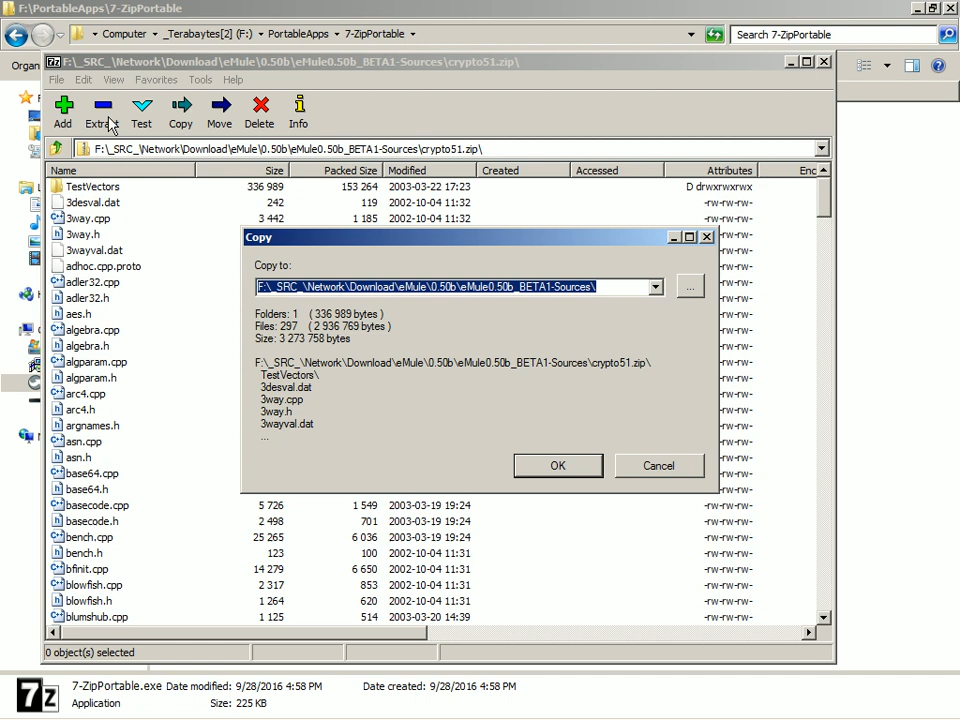 F:\PortableApps\7-ZipPortable
Computer
_Terabytes[2] (F:)
PortableApps
7-ZipPortable
Search 7-ZipPortable
Organ
F:\_SRC_\Network\Download\eMule\0.50b\eMule0.50b_BETA1-Sources\crypto51.zip\
File Edit View Favorites Tools Help
Add Extract Test Copy Move Delete Info
F:\_SRC_\Network\Download\eMule\0.50b\eMule0.50b_BETA1-Sources\crypto51.zip\
Name Size Packed Size Modified Created Accessed Attributes Enc
TestVectors 336 989 153 264 2003-03-22 17:23 D drwxrwxrwx
3desval.dat 242 119 2002-10-04 11:32 -rw-rw-rw-
3way.cpp 3 442 1 185 2002-10-04 11:32 -rw-rw-rw-
3way.h
3wayval.dat
adhoc.cpp.proto
adler32.cpp
adler32.h
aes.h
algebra.cpp
algebra.h
algparam.cpp
algparam.h
arc4.cpp
arc4.h
argnames.h
asn.cpp
asn.h
base64.cpp
base64.h
Copy
Copy to:
F:\_SRC_\Network\Download\eMule\0.50b\eMule0.50b_BETA1-Sources\
...
Folders: 1 ( 336 989 bytes )
Files: 297 ( 2 936 769 bytes )
Size: 3 273 758 bytes
F:\_SRC_\Network\Download\eMule\0.50b\eMule0.50b_BETA1-Sources\crypto51.zip\
TestVectors\
3desval.dat
3way.cpp
3way.h
3wayval.dat
...
OK Cancel
basecode.cpp 5 726 1 549 2003-03-19 19:24 -rw-rw-rw-
basecode.h 2 498 701 2003-03-19 19:24 -rw-rw-rw-
bench.cpp 25 265 6 036 2003-03-19 19:24 -rw-rw-rw-
bench.h 123 100 2002-10-04 11:31 -rw-rw-rw-
bfinit.cpp 14 279 6 650 2002-10-04 11:31 -rw-rw-rw-
blowfish.cpp 2 317 853 2002-10-04 11:31 -rw-rw-rw-
blowfish.h 1 264 620 2002-10-04 11:31 -rw-rw-rw-
blumshub.cpp 1 125 514 2003-03-20 14:39 -rw-rw-rw-
0 object(s) selected
7-ZipPortable.exe Date modified: 9/28/2016 4:58 PM Date created: 9/28/2016 4:58 PM
Application Size: 225 KB